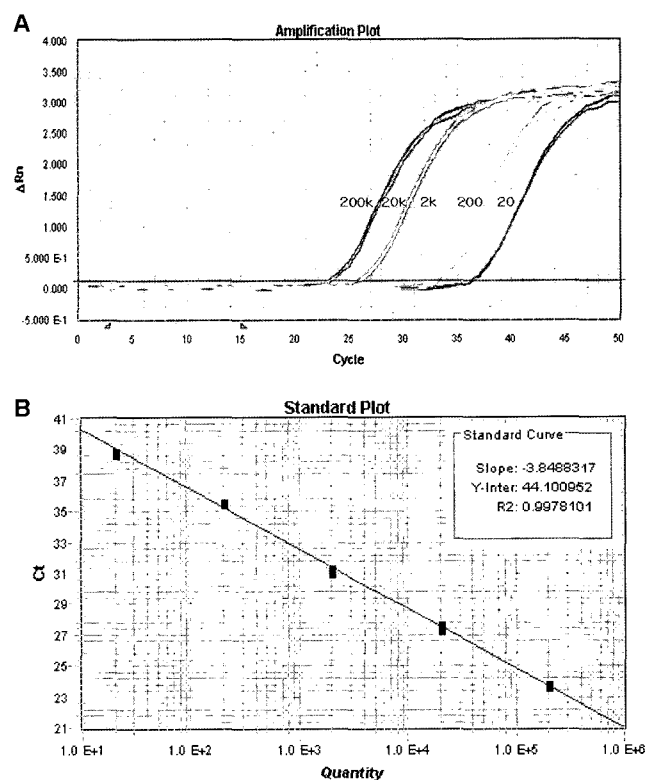 A
Amplification Plot
4.000
3.500
3.000
2.500
2.000
1.500
1.000
5.000 E-1
0.000
-5.000 E-1
ΔRn
200k 20k 2k 200 20
0 5 10 15 20 25 30 35 40 45 50
Cycle
B
Standard Plot
41
39
37
35
33
31
29
27
25
23
21
Ct
Standard Curve
Slope: -3.8488317
Y-Inter: 44.100952
R2: 0.9978101
1.0 E+1 1.0 E+2 1.0 E+3 1.0 E+4 1.0 E+5 1.0 E+6
Quantity